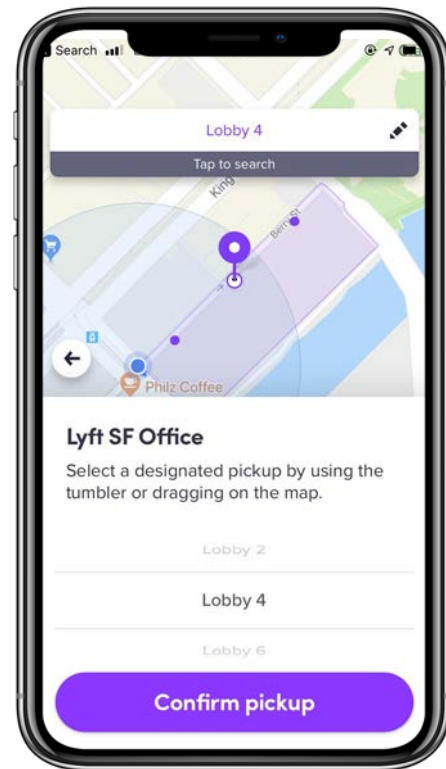 Search
Lobby 4
Tap to search
King
Berry St
Philz Coffee
Lyft SF Office
Select a designated pickup by using the
tumbler or dragging on the map.
Lobby 2
Lobby 4
Lobby 6
Confirm pickup